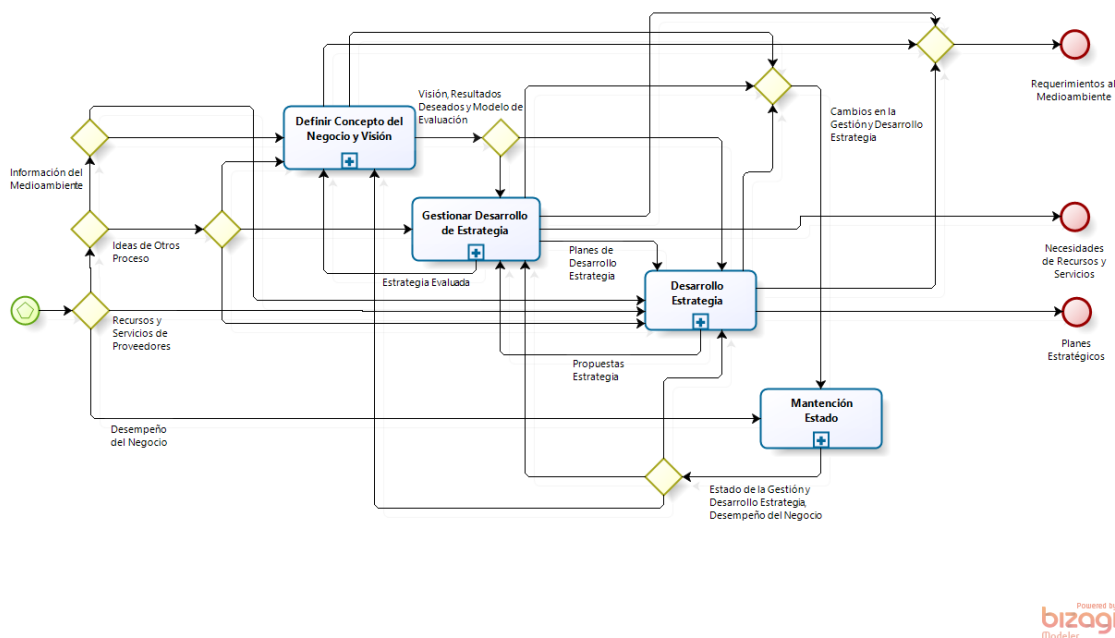 Requerimientos al
Medioambiente
Visión, Resultados
Deseados y Modelo de
Evaluación
Definir Concepto del
Negocio y Visión
Cambios en la
Gestión y Desarrollo
Estrategia
Información del
Medioambiente
Gestionar Desarrollo
de Estrategia
Ideas de Otros
Proceso
Planes de
Desarrollo
Estrategia
Necesidades
de Recursos y
Servicios
Estrategia Evaluada
Desarrollo
Estrategia
Recursos y
Servicios de
Proveedores
Planes
Estratégicos
Propuestas
Estrategia
Mantención
Estado
Desempeño
del Negocio
Estado de la Gestión y
Desarrollo Estrategia,
Desempeño del Negocio
Powered by
bizagi
Modeler